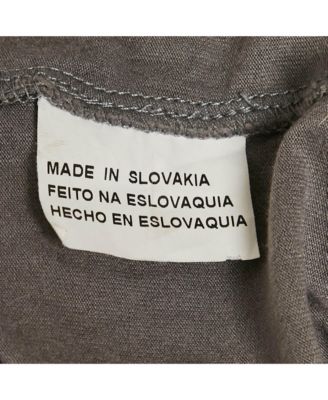 MADE IN SLOVAKIA
FEITO NA ESLOVAQUIA
HECHO EN ESLOVAQUIA